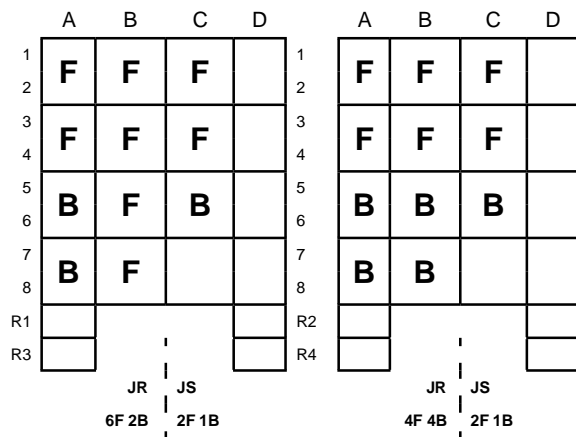 A B C D A B C D
1 F F F 1 F F F
2 2
3 F F F 3 F F F
4 4
5 B F B 5 B B B
6 6
7 B F 7 B B
8 8
R1 R2
R3 R4
JR JS JR JS
6F 2B 2F 1B 4F 4B 2F 1B